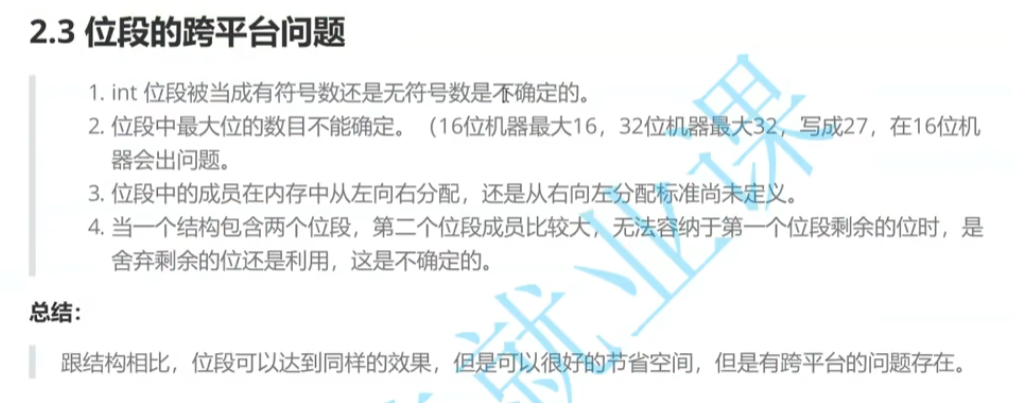 2.3 位段的跨平台问题
1. int 位段被当成有符号数还是无符号数是不确定的。
2. 位段中最大位的数目不能确定。（16位机器最大16，32位机器最大32，写成27，在16位机
器会出问题。
3. 位段中的成员在内存中从左向右分配，还是从右向左分配标准尚未定义。
4. 当一个结构包含两个位段，第二个位段成员比较大，无法容纳于第一个位段剩余的位时，是
舍弃剩余的位还是利用，这是不确定的。
总结：
跟结构相比，位段可以达到同样的效果，但是可以很好的节省空间，但是有跨平台的问题存在。
就业课